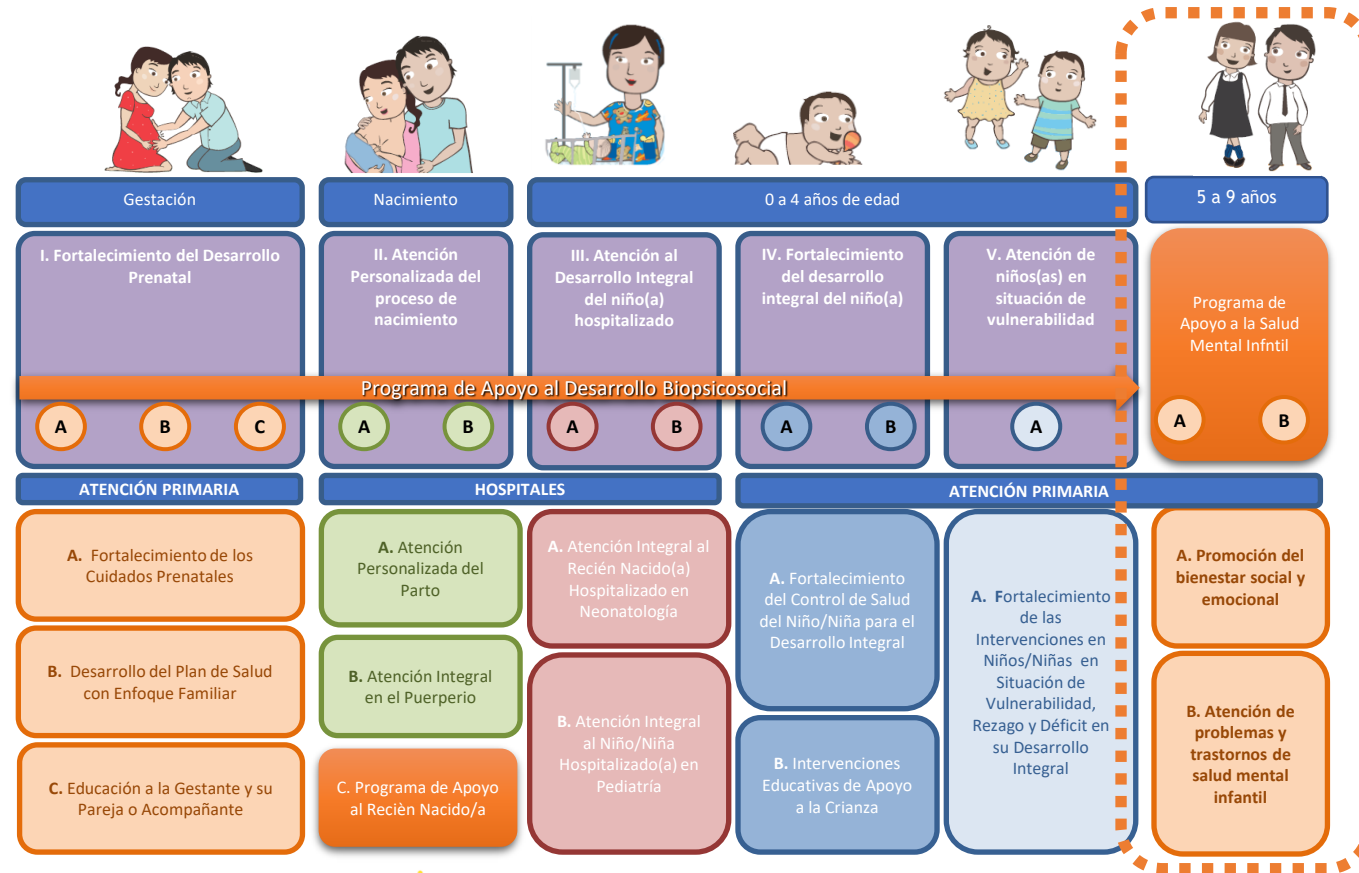 Gestación
Nacimiento
0 a 4 años de edad
5 a 9 años
I. Fortalecimiento del Desarrollo
Prenatal
II. Atención
Personalizada del
proceso de
nacimiento
III. Atención al
Desarrollo Integral
del niño(a)
hospitalizado
IV. Fortalecimiento
del desarrollo
integral del niño(a)
V. Atención de
niños(as) en
situación de
vulnerabilidad
Programa de
Apoyo a la Salud
Mental Infntil
Programa de Apoyo al Desarrollo Biopsicosocial
A
B
C
A
B
A
B
A
B
A
A
B
ATENCIÓN PRIMARIA
HOSPITALES
ATENCIÓN PRIMARIA
A. Fortalecimiento de los
Cuidados Prenatales
B. Desarrollo del Plan de Salud
con Enfoque Familiar
C. Educación a la Gestante y su
Pareja o Acompañante
A. Atención
Personalizada del
Parto
B. Atención Integral
en el Puerperio
C. Programa de Apoyo
al Recièn Nacido/a
A. Atención Integral al
Recién Nacido(a)
Hospitalizado en
Neonatología
B. Atención Integral
al Niño/Niña
Hospitalizado(a) en
Pediatría
A. Fortalecimiento
del Control de Salud
del Niño/Niña para el
Desarrollo Integral
B. Intervenciones
Educativas de Apoyo
a la Crianza
A. Fortalecimiento
de las
Intervenciones en
Niños/Niñas en
Situación de
Vulnerabilidad,
Rezago y Déficit en
su Desarrollo
Integral
A. Promoción del
bienestar social y
emocional
B. Atención de
problemas y
trastornos de
salud mental
infantil